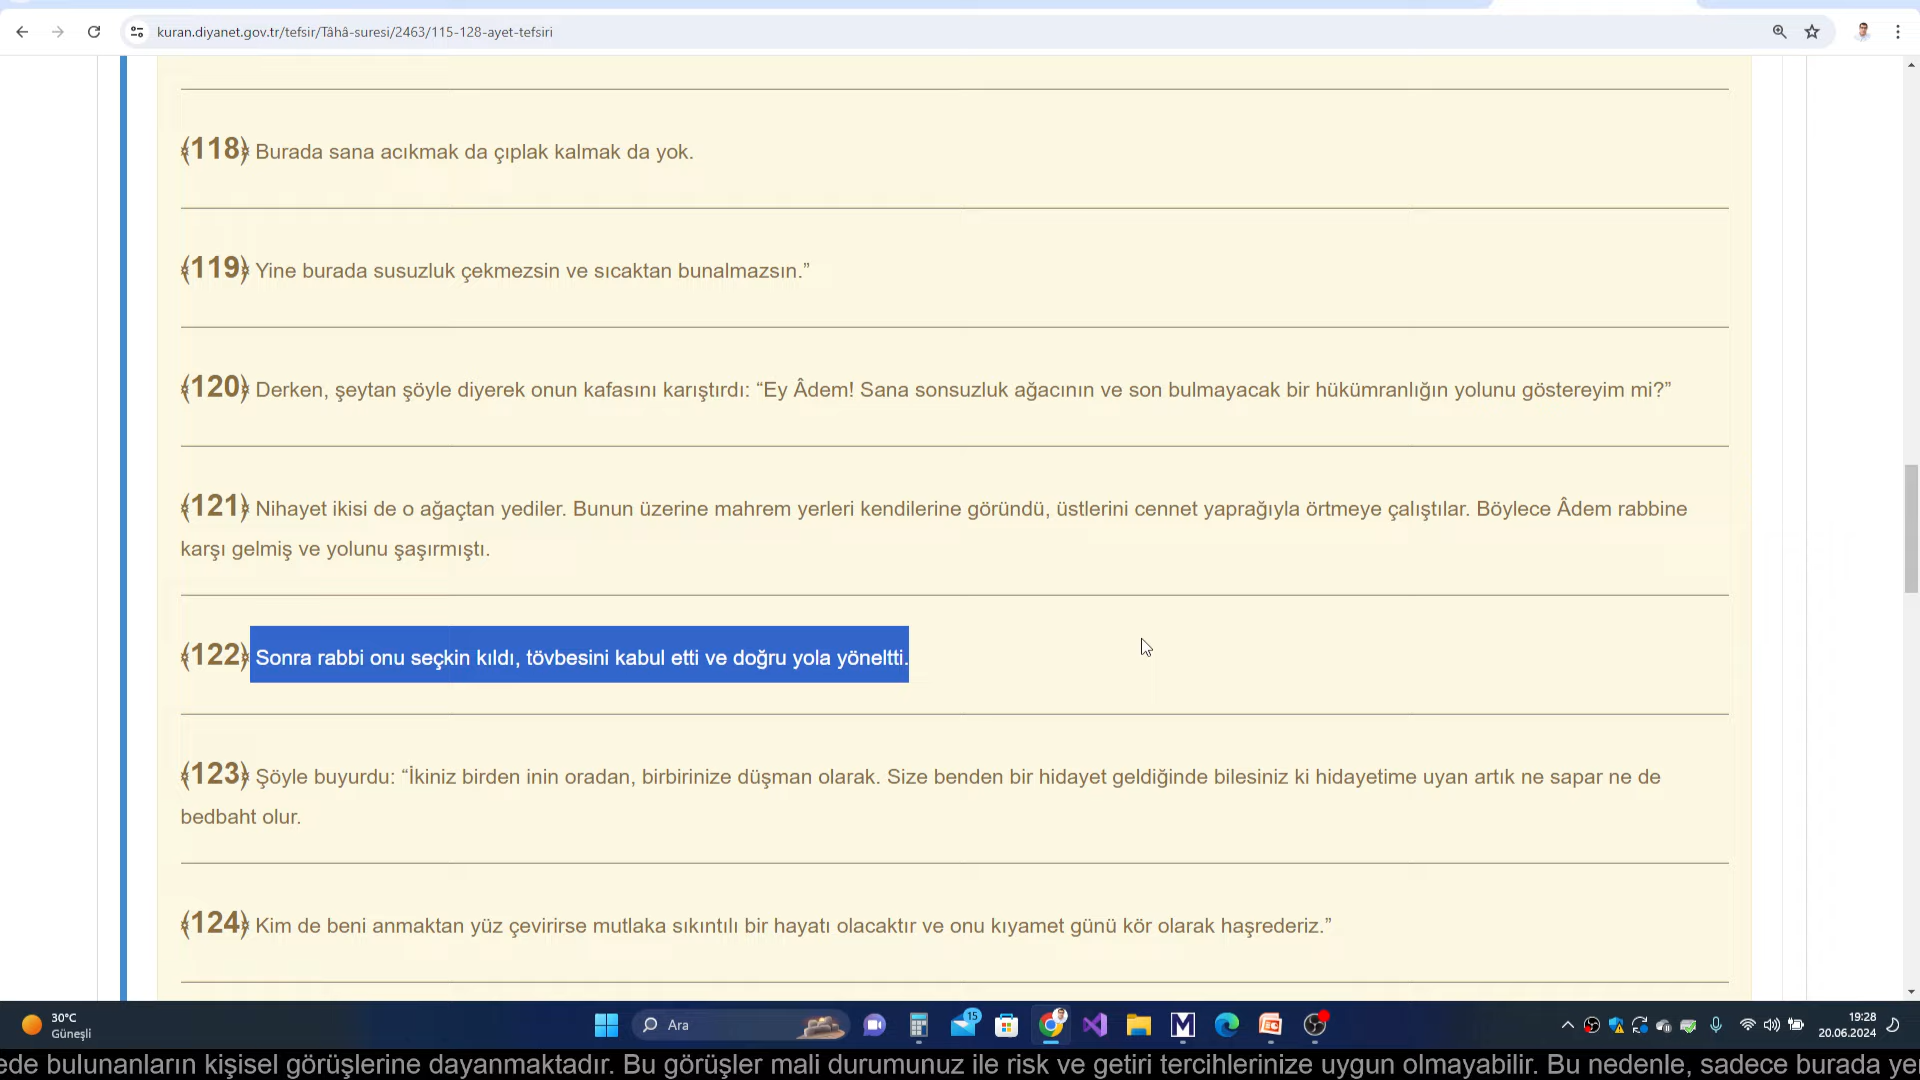 kuran.diyanet.gov.tr/tefsir/Tâhâ-suresi/2463/115-128-ayet-tefsiri
﴾118﴿ Burada sana acıkmak da çıplak kalmak da yok.
﴾119﴿ Yine burada susuzluk çekmezsin ve sıcaktan bunalmazsın.”
﴾120﴿ Derken, şeytan şöyle diyerek onun kafasını karıştırdı: “Ey Âdem! Sana sonsuzluk ağacının ve son bulmayacak bir hükümranlığın yolunu göstereyim mi?”
﴾121﴿ Nihayet ikisi de o ağaçtan yediler. Bunun üzerine mahrem yerleri kendilerine göründü, üstlerini cennet yaprağıyla örtmeye çalıştılar. Böylece Âdem rabbine
karşı gelmiş ve yolunu şaşırmıştı.
﴾122﴿ Sonra rabbi onu seçkin kıldı, tövbesini kabul etti ve doğru yola yöneltti.
﴾123﴿ Şöyle buyurdu: “İkiniz birden inin oradan, birbirinize düşman olarak. Size benden bir hidayet geldiğinde bilesiniz ki hidayetime uyan artık ne sapar ne de
bedbaht olur.
﴾124﴿ Kim de beni anmaktan yüz çevirirse mutlaka sıkıntılı bir hayatı olacaktır ve onu kıyamet günü kör olarak haşrederiz.”
30°C
Güneşli
Ara
15
19:28
20.06.2024
ede bulunanların kişisel görüşlerine dayanmaktadır. Bu görüşler mali durumunuz ile risk ve getiri tercihlerinize uygun olmayabilir. Bu nedenle, sadece burada ye